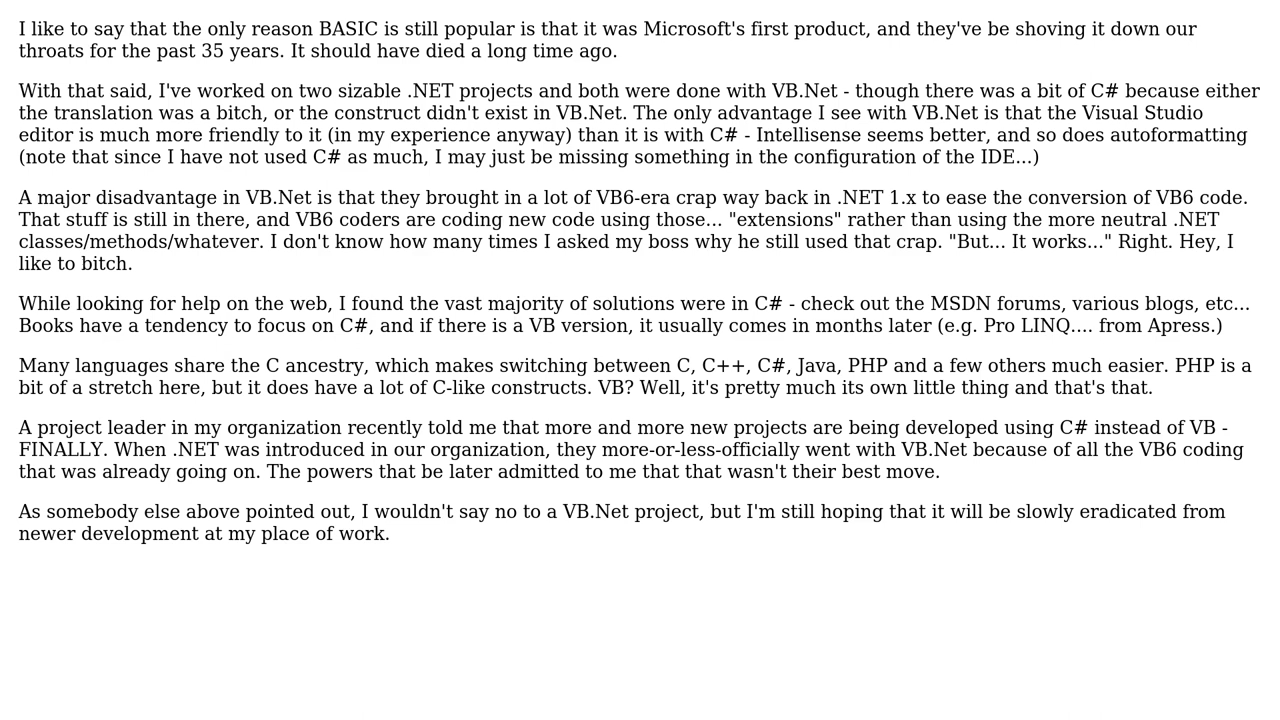 I like to say that the only reason BASIC is still popular is that it was Microsoft's first product, and they've be shoving it down our
throats for the past 35 years. It should have died a long time ago.
With that said, I've worked on two sizable .NET projects and both were done with VB.Net - though there was a bit of C# because either
the translation was a bitch, or the construct didn't exist in VB.Net. The only advantage I see with VB.Net is that the Visual Studio
editor is much more friendly to it (in my experience anyway) than it is with C# - Intellisense seems better, and so does autoformatting
(note that since I have not used C# as much, I may just be missing something in the configuration of the IDE...)
A major disadvantage in VB.Net is that they brought in a lot of VB6-era crap way back in .NET 1.x to ease the conversion of VB6 code.
That stuff is still in there, and VB6 coders are coding new code using those... "extensions" rather than using the more neutral .NET
classes/methods/whatever. I don't know how many times I asked my boss why he still used that crap. "But... It works..." Right. Hey, I
like to bitch.
While looking for help on the web, I found the vast majority of solutions were in C# - check out the MSDN forums, various blogs, etc...
Books have a tendency to focus on C#, and if there is a VB version, it usually comes in months later (e.g. Pro LINQ.... from Apress.)
Many languages share the C ancestry, which makes switching between C, C++, C#, Java, PHP and a few others much easier. PHP is a
bit of a stretch here, but it does have a lot of C-like constructs. VB? Well, it's pretty much its own little thing and that's that.
A project leader in my organization recently told me that more and more new projects are being developed using C# instead of VB -
FINALLY. When .NET was introduced in our organization, they more-or-less-officially went with VB.Net because of all the VB6 coding
that was already going on. The powers that be later admitted to me that that wasn't their best move.
As somebody else above pointed out, I wouldn't say no to a VB.Net project, but I'm still hoping that it will be slowly eradicated from
newer development at my place of work.